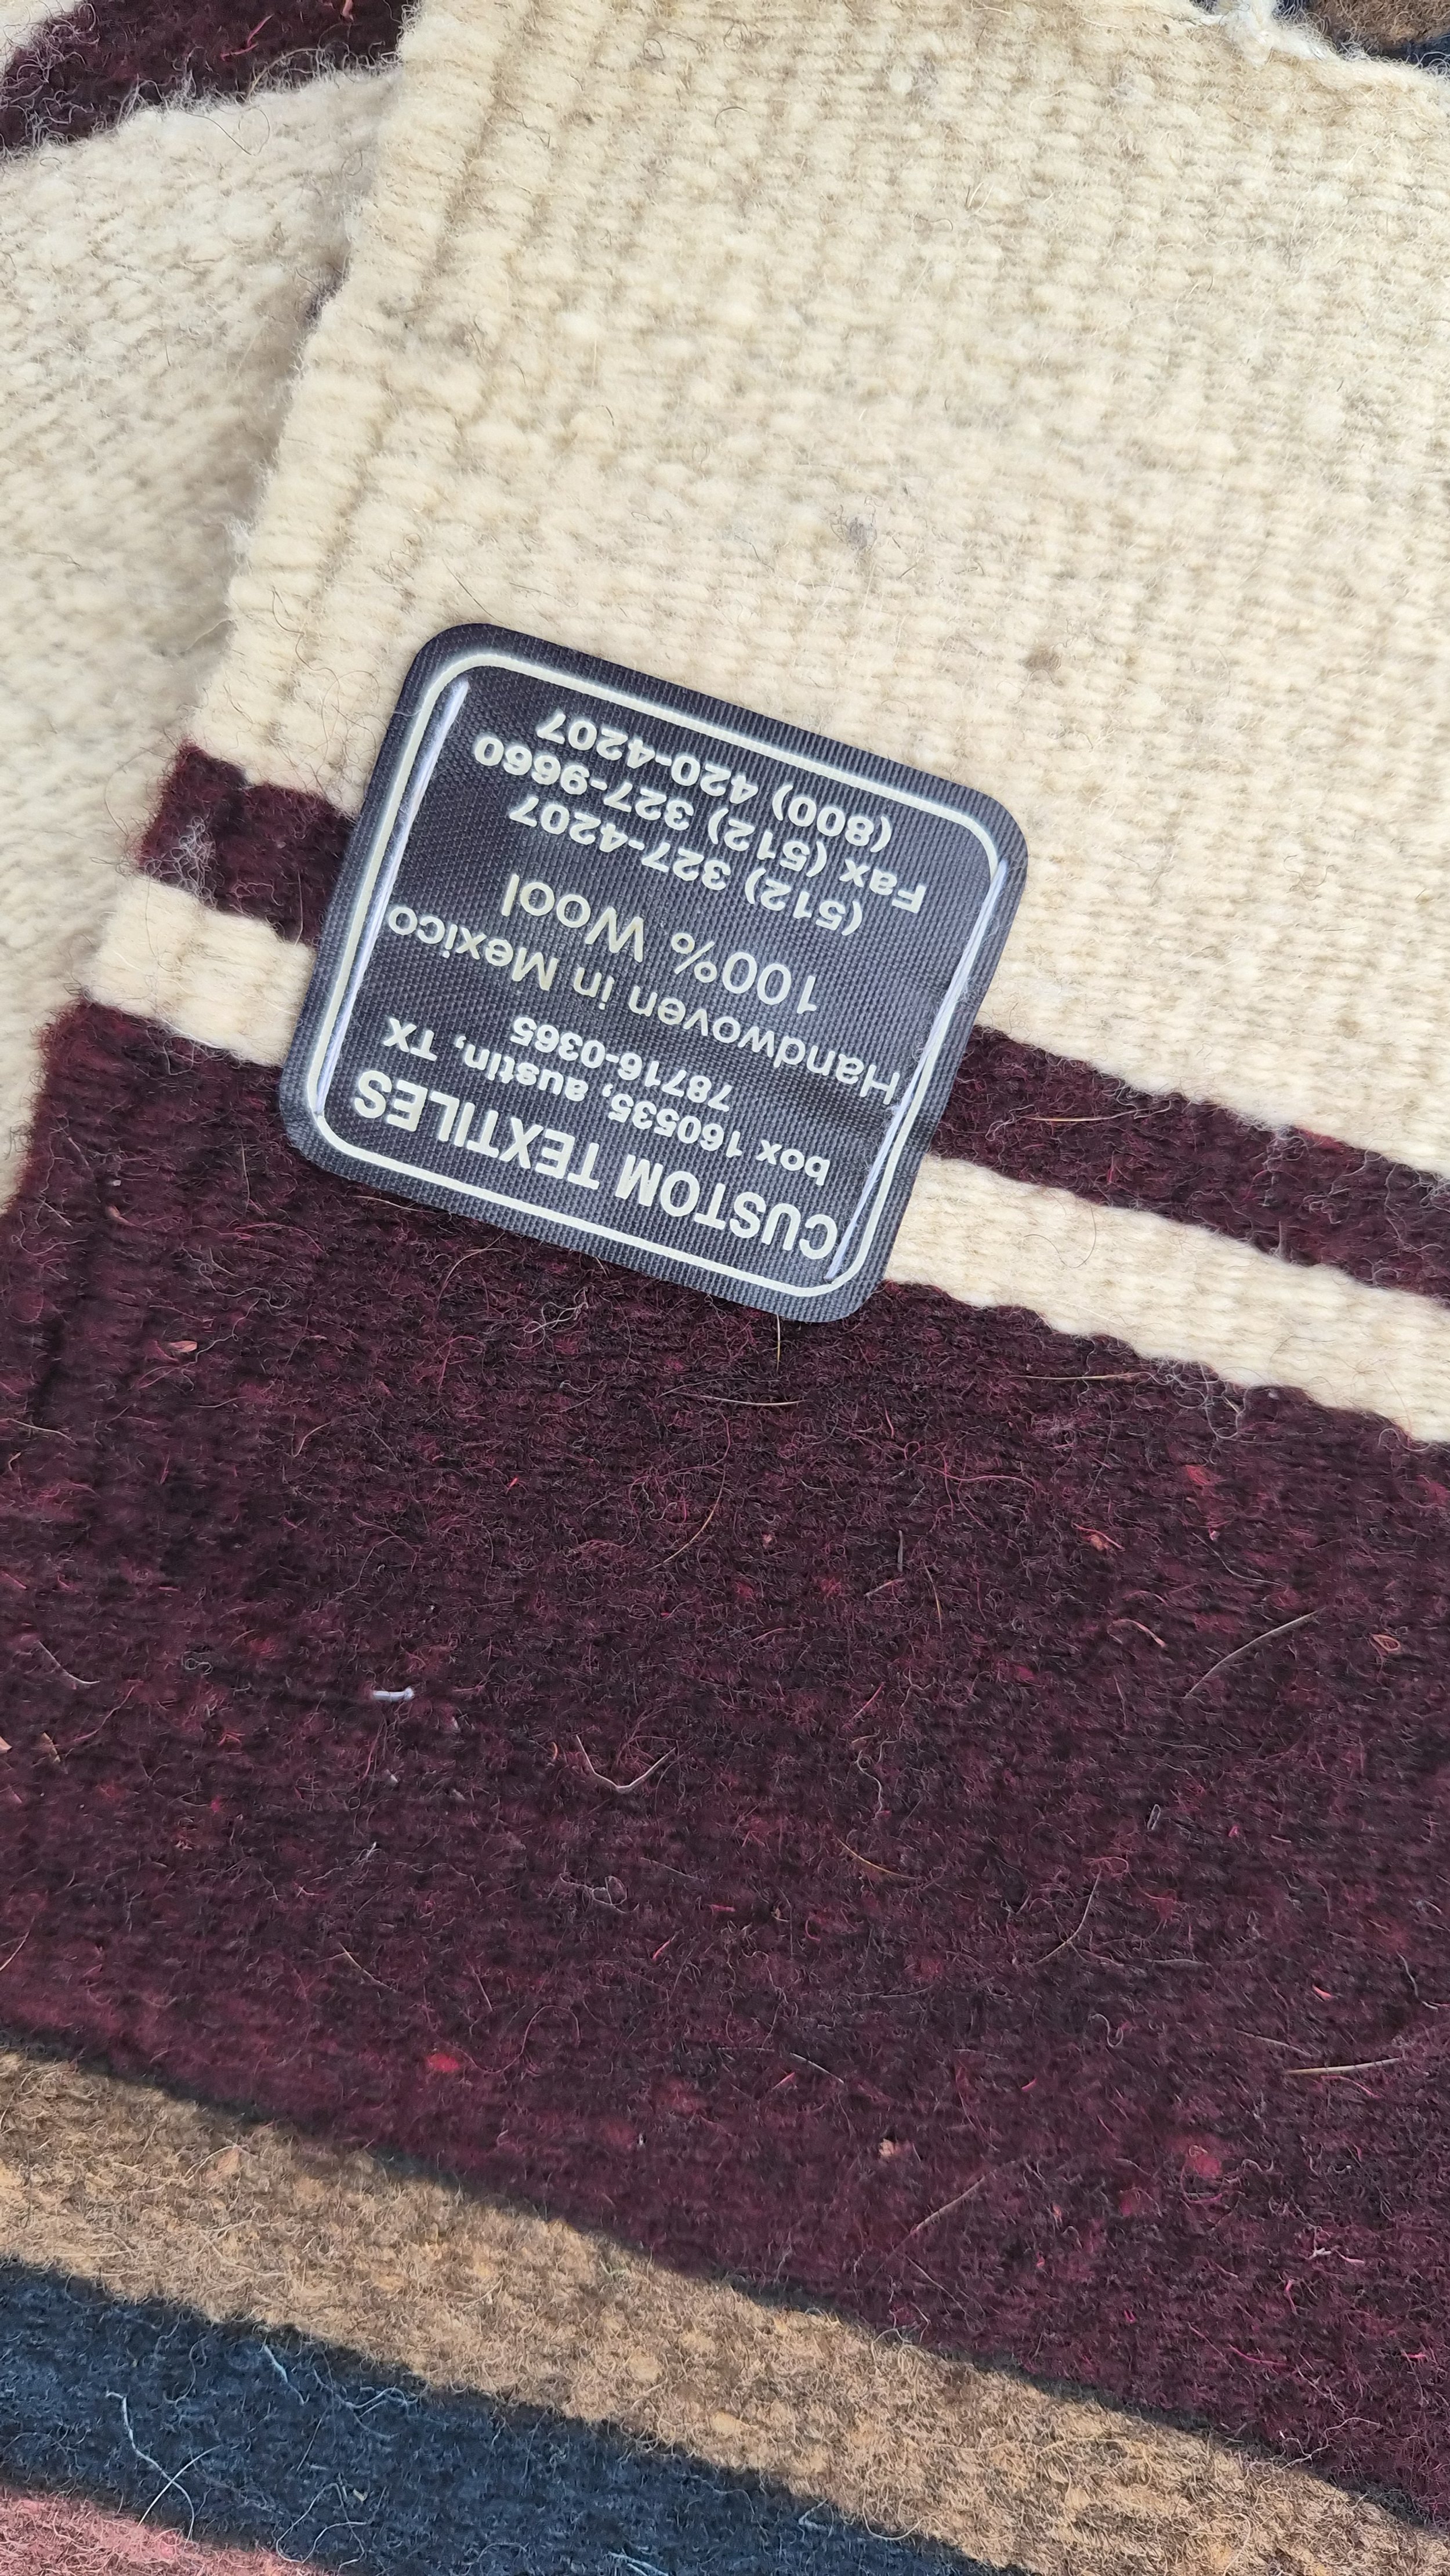 CUSTOM TEXTILES
box 160535, austin, TX
78716-0365
Handwoven in Mexico
100% Wool
(512) 327-4207
Fax (512) 327-9660
(800) 420-4207